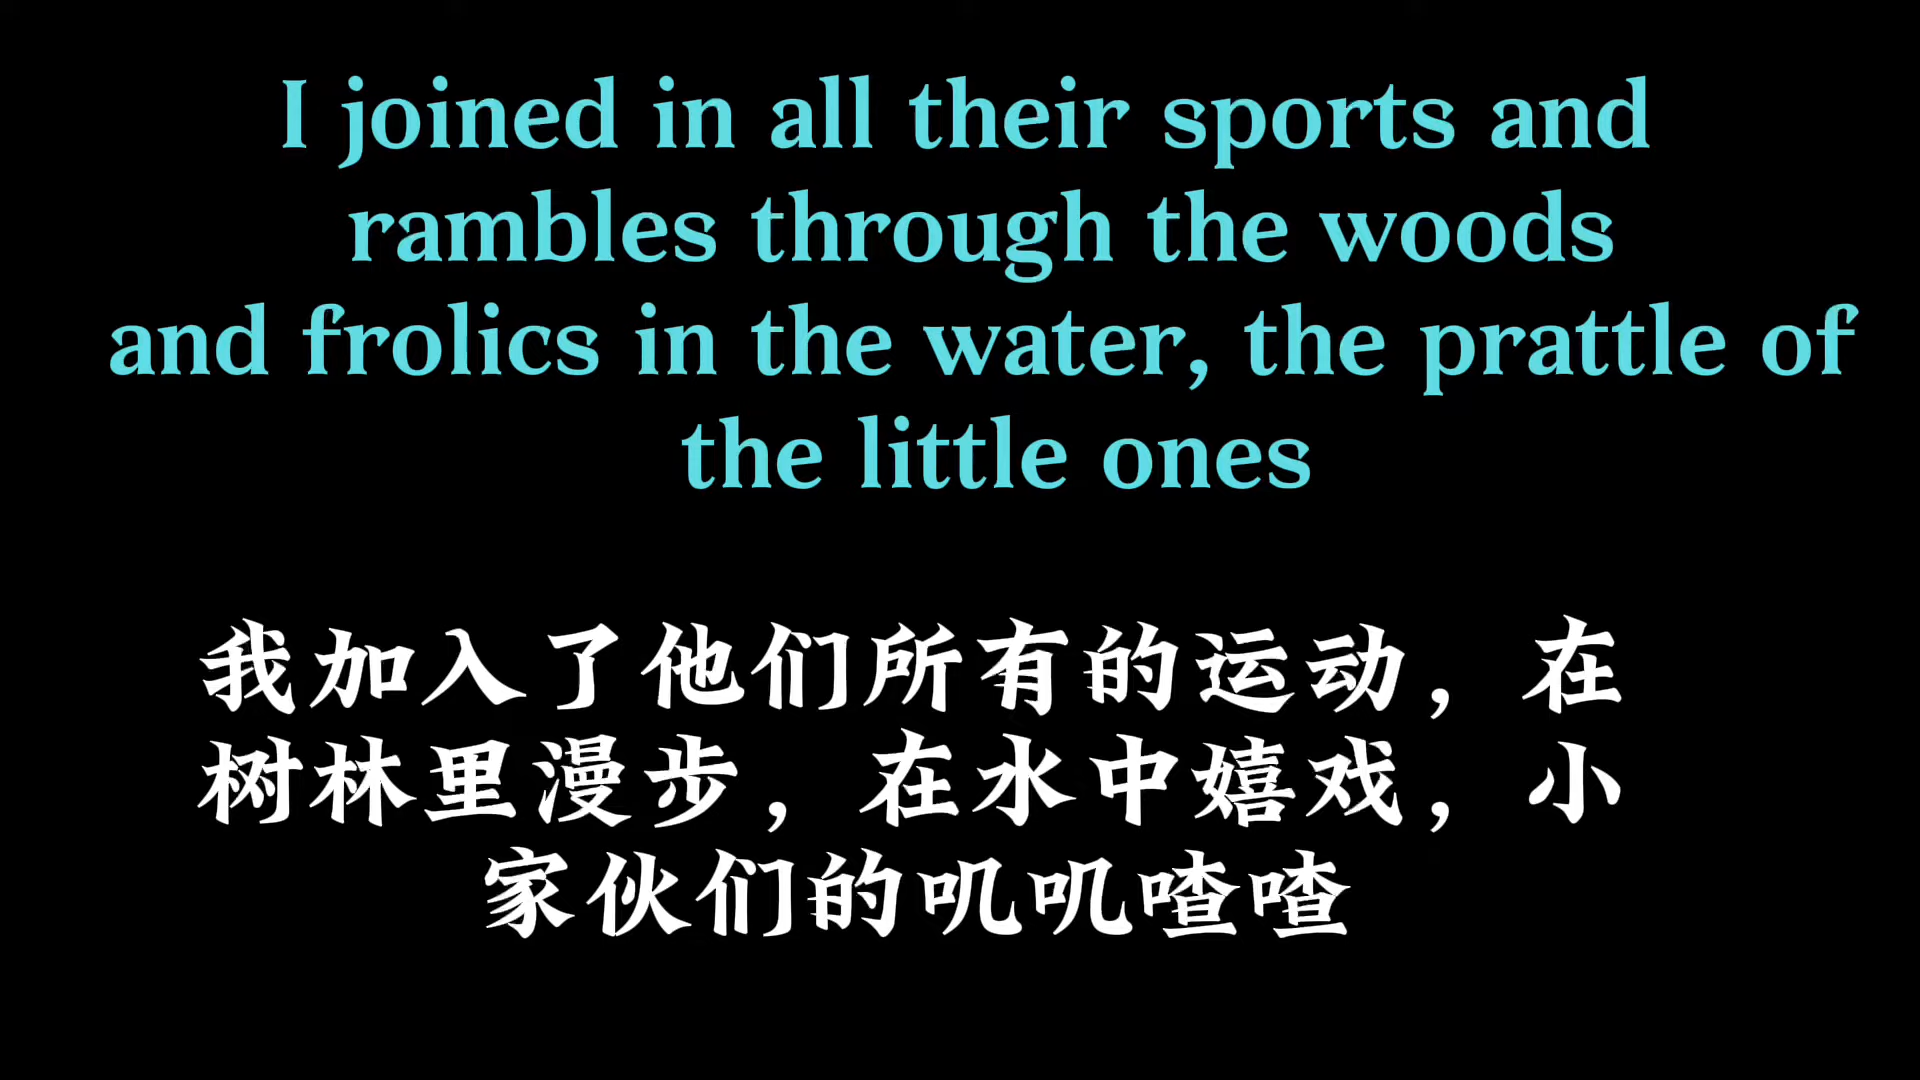 I joined in all their sports and
rambles through the woods
and frolics in the water, the prattle of
the little ones
我加入了他们所有的运动，在
树林里漫步，在水中嬉戏，小
家伙们的叽叽喳喳